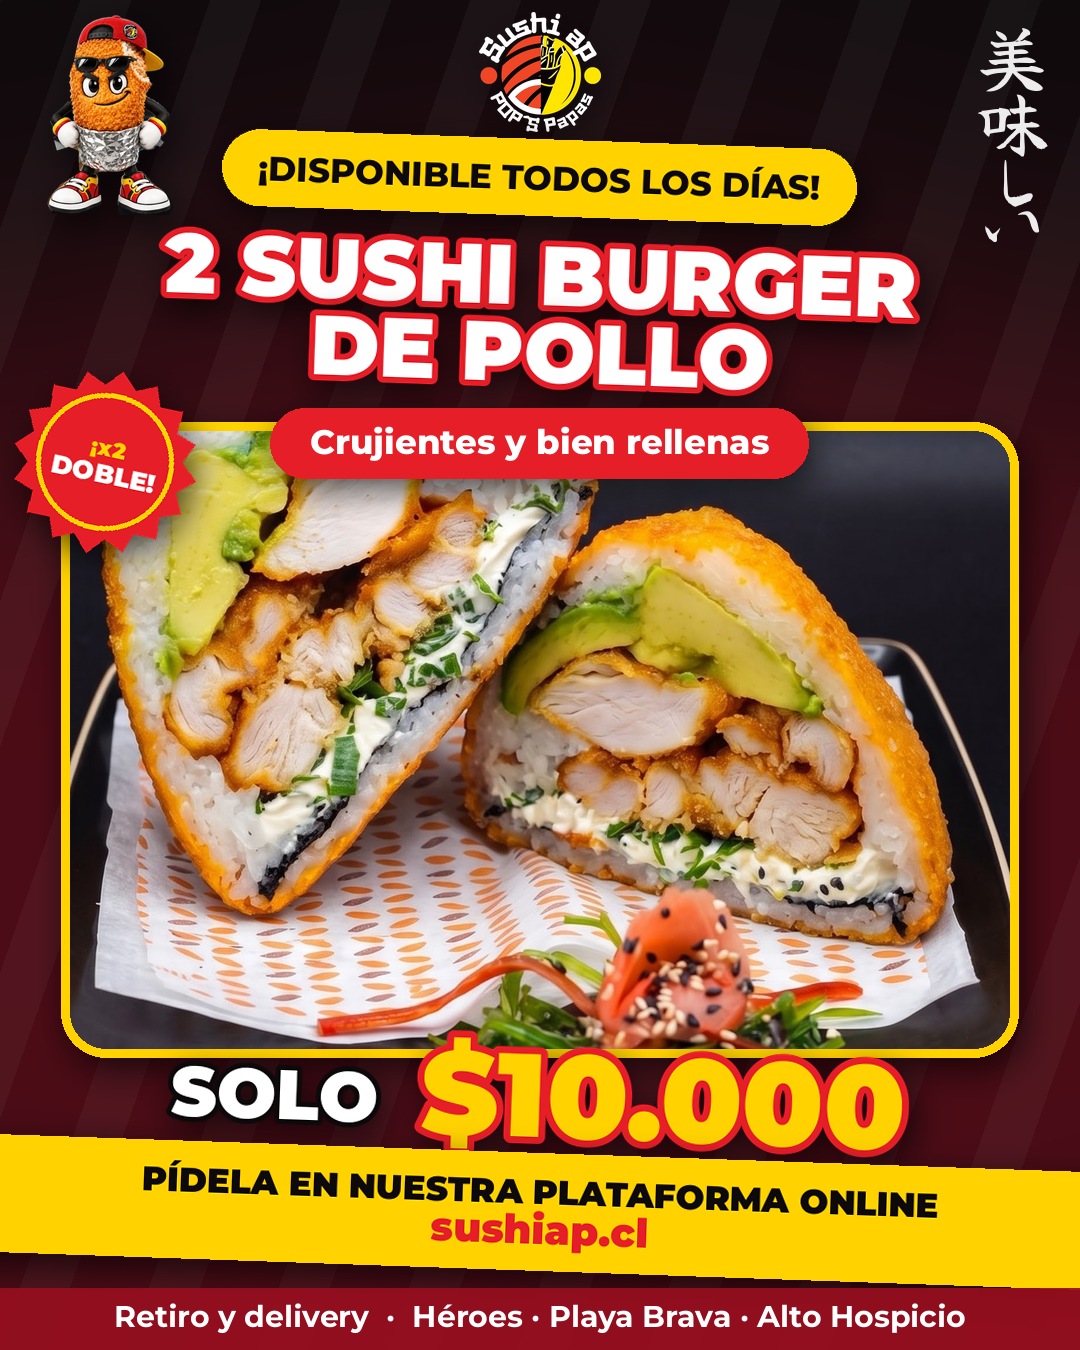 Sushi ap
POP'S Papas
美味しい
¡DISPONIBLE TODOS LOS DÍAS!
2 SUSHI BURGER
DE POLLO
Crujientes y bien rellenas
¡x2
DOBLE!
SOLO $10.000
PÍDELA EN NUESTRA PLATAFORMA ONLINE
sushiap.cl
Retiro y delivery · Héroes · Playa Brava · Alto Hospicio